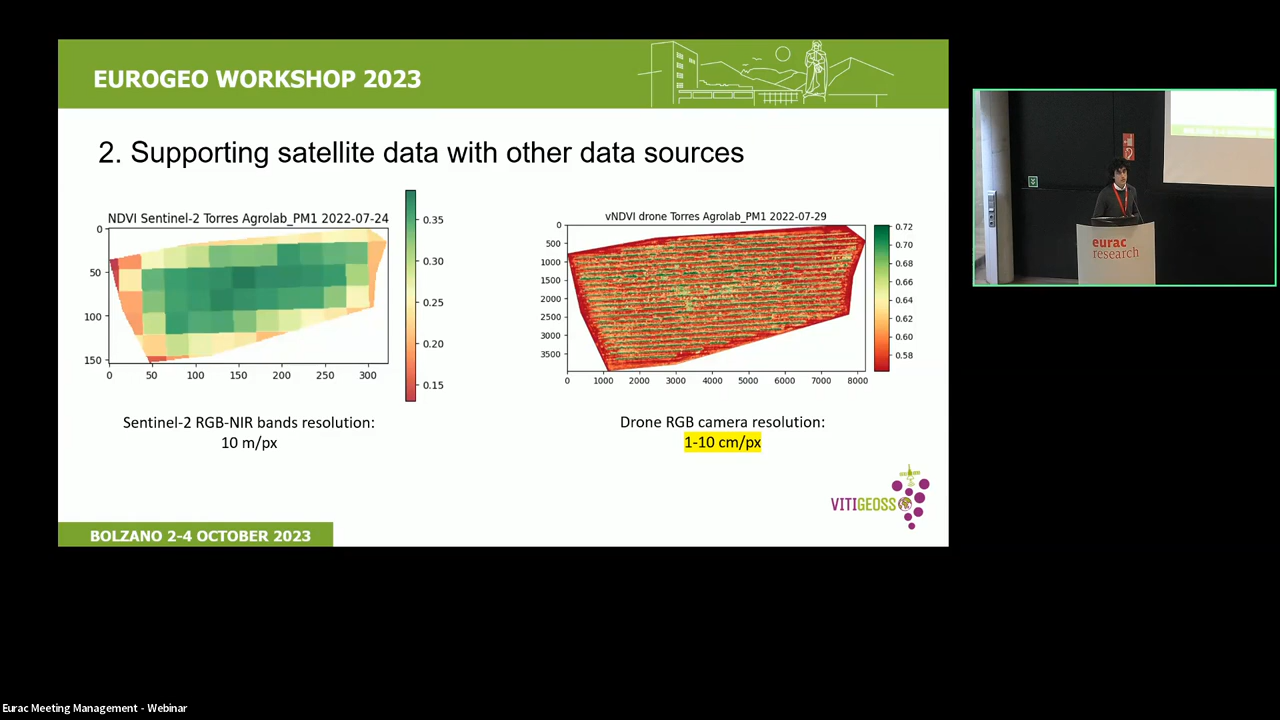 EUROGEO WORKSHOP 2023
2. Supporting satellite data with other data sources
NDVI Sentinel-2 Torres Agrolab_PM1 2022-07-24
0
50
100
150
0 50 100 150 200 250 300
0.35
0.30
0.25
0.20
0.15
Sentinel-2 RGB-NIR bands resolution:
10 m/px
vNDVI drone Torres Agrolab_PM1 2022-07-29
0
500
1000
1500
2000
2500
3000
3500
0 1000 2000 3000 4000 5000 6000 7000 8000
0.72
0.70
0.68
0.66
0.64
0.62
0.60
0.58
Drone RGB camera resolution:
1-10 cm/px
VITIGEOSS
BOLZANO 2-4 OCTOBER 2023
eurac
research
Eurac Meeting Management - Webinar